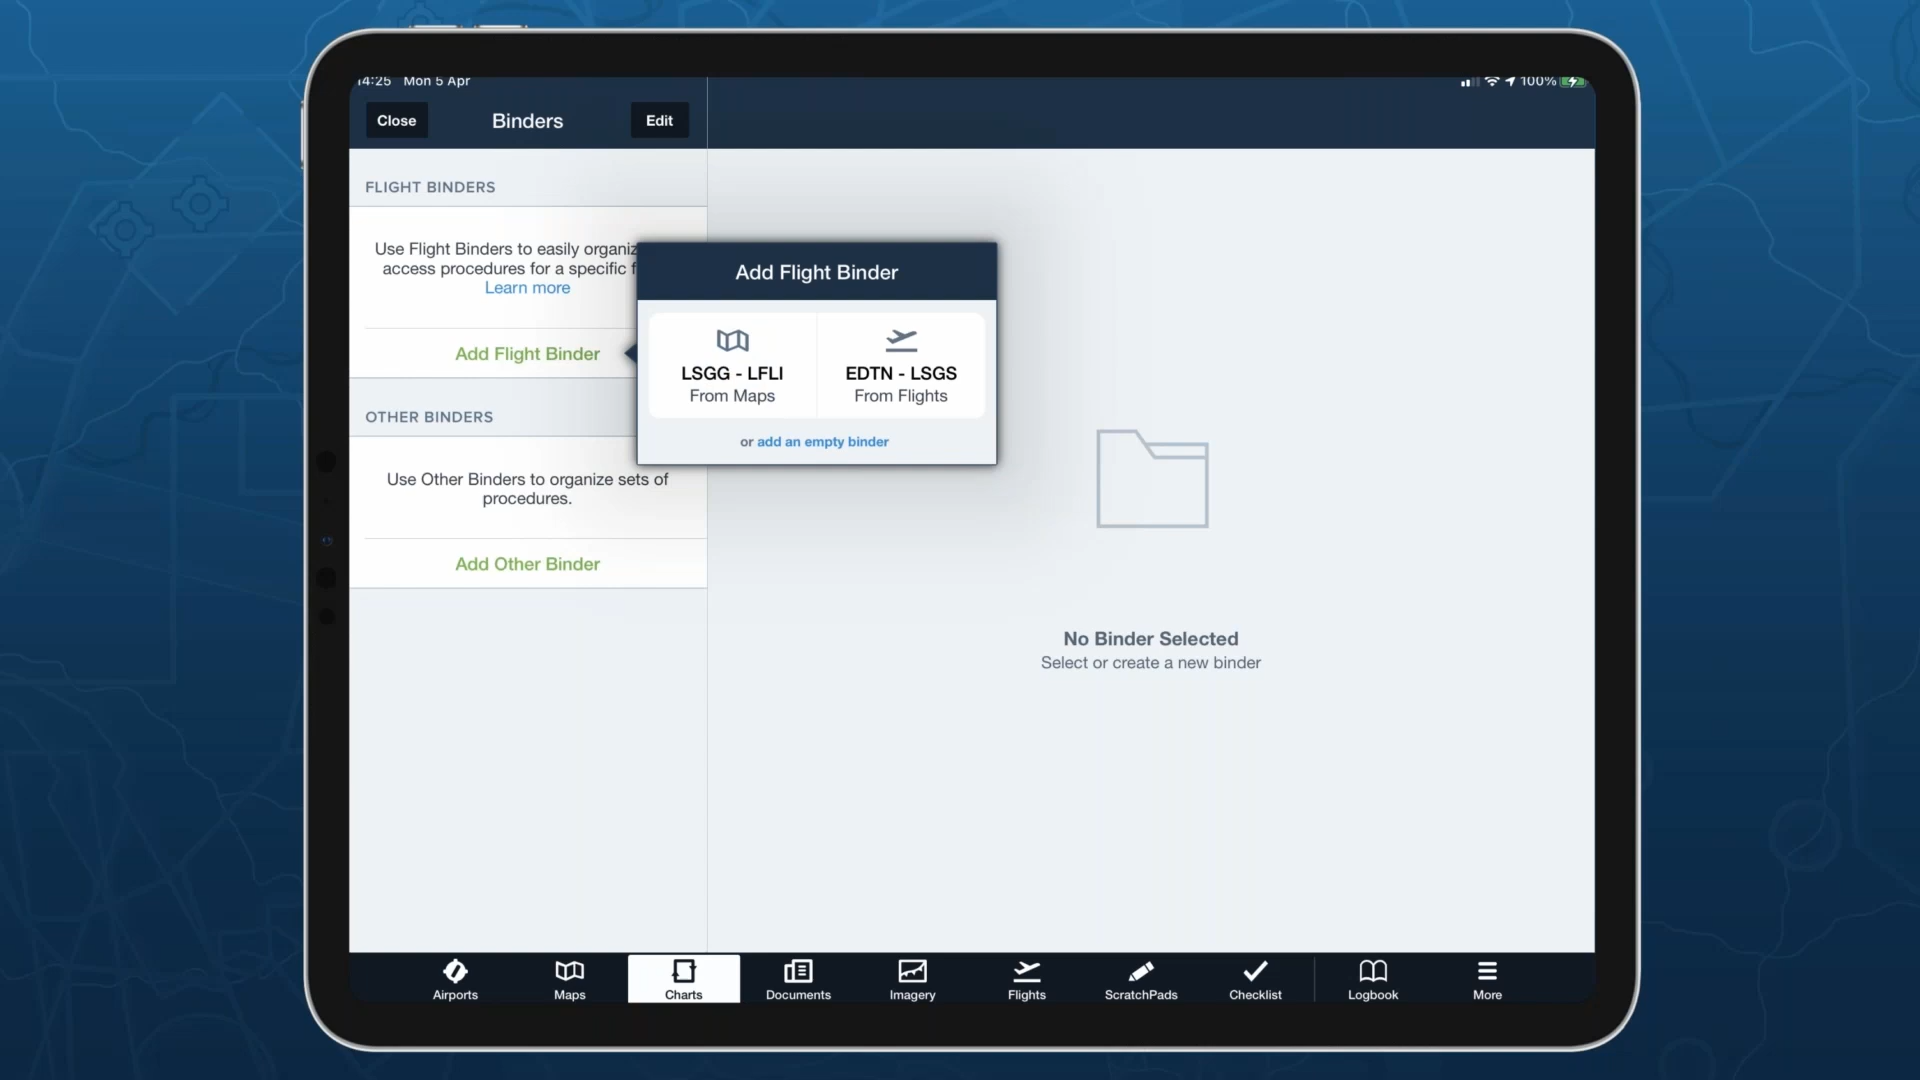 14:25 Mon 5 Apr
100%
Close
Binders
Edit
FLIGHT BINDERS
Use Flight Binders to easily organiz
access procedures for a specific f
Learn more
Add Flight Binder
OTHER BINDERS
Use Other Binders to organize sets of
procedures.
Add Other Binder
Add Flight Binder
LSGG - LFLI
From Maps
EDTN - LSGS
From Flights
or add an empty binder
No Binder Selected
Select or create a new binder
Airports
Maps
Charts
Documents
Imagery
Flights
ScratchPads
Checklist
Logbook
More